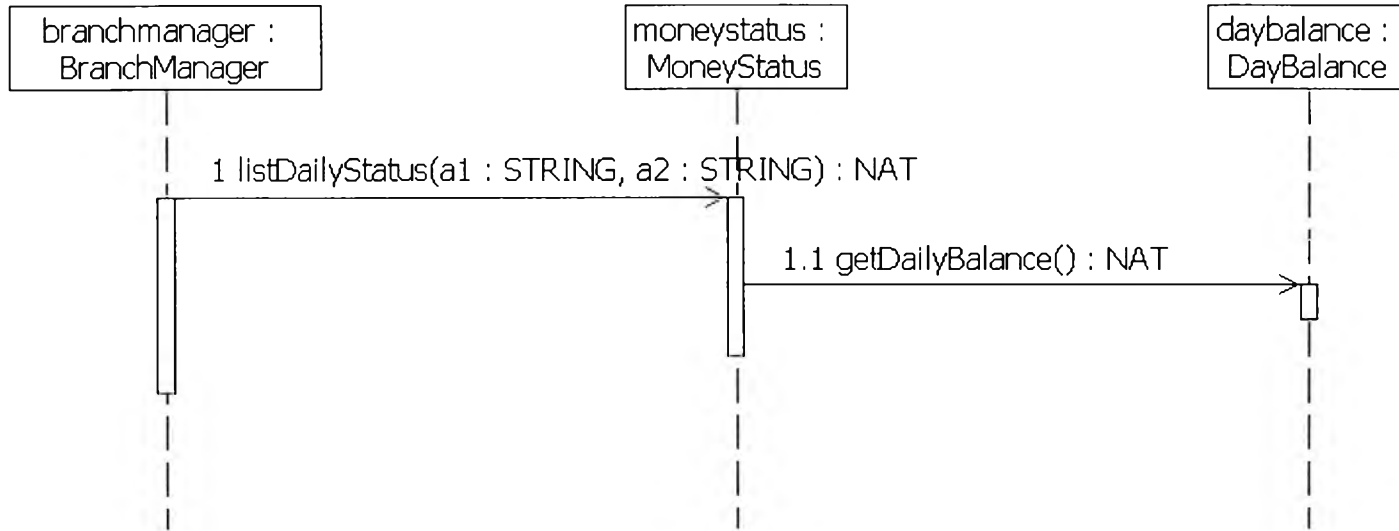 branchmanager :
BranchManager
moneystatus :
MoneyStatus
daybalance :
DayBalance
1 listDailyStatus(a1 : STRING, a2 : STRING) : NAT
1.1 getDailyBalance() : NAT